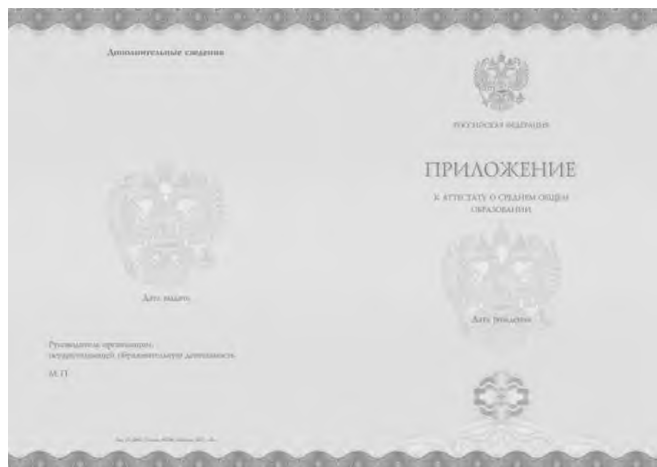 Дополнительные сведения
Дата выдачи
Руководитель организации,
осуществляющей образовательную деятельность
М. П.
РОССИЙСКАЯ ФЕДЕРАЦИЯ
ПРИЛОЖЕНИЕ
К АТТЕСТАТУ О СРЕДНЕМ ОБЩЕМ
ОБРАЗОВАНИИ
Дата рождения